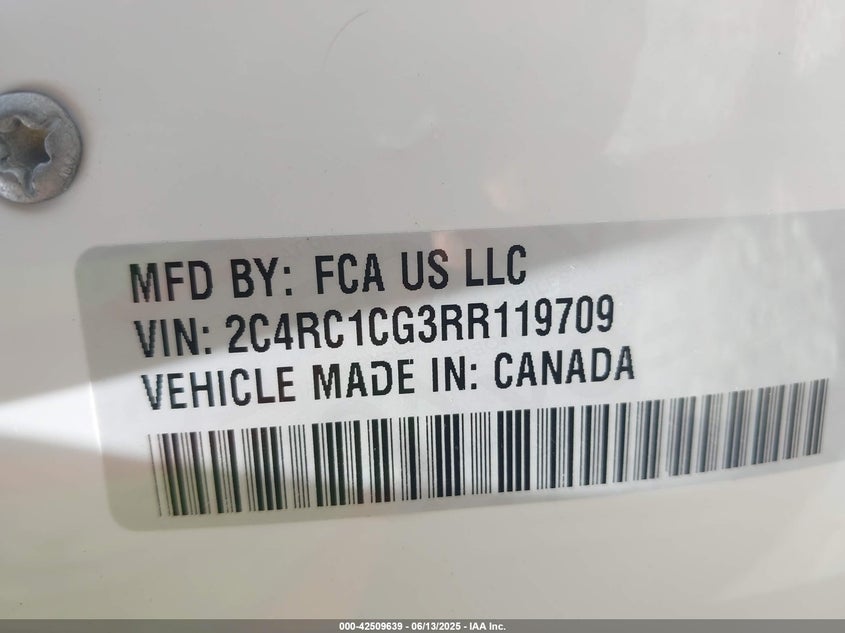 MFD BY: FCA US LLC
VIN: 2C4RC1CG3RR119709
VEHICLE MADE IN: CANADA
000-42509639 - 06/13/2025 - IAA Inc.